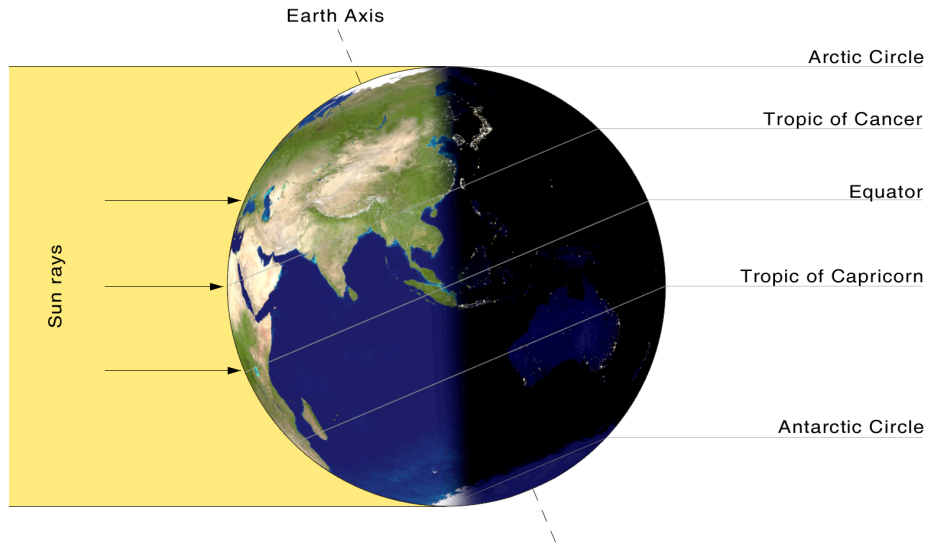 Earth Axis
Arctic Circle
Tropic of Cancer
Equator
Sun rays
Tropic of Capricorn
Antarctic Circle